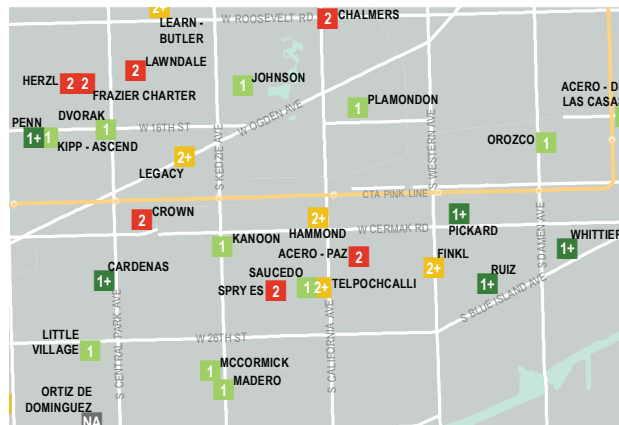 2+
LEARN -
BUTLER
W ROOSEVELT RD
2
CHALMERS
2
LAWNDALE
HERZL
2
2
FRAZIER CHARTER
1
JOHNSON
1
PLAMONDON
ACERO - D
LAS CASAS
W OGDEN AVE
PENN
1+
1
DVORAK
1
W 16TH ST
KIPP - ASCEND
S KEDZIE AVE
S WESTERN AVE
OROZCO
1
2+
LEGACY
CTA PINK LINE
2
CROWN
2+
HAMMOND
W CERMAK RD
1+
PICKARD
S DAMEN AVE
1
KANOON
ACERO - PAZ
2
FINKL
2+
1+
WHITTIER
CARDENAS
1+
SAUCEDO
1
2+
TELPOCHCALLI
SPRY ES
2
RUIZ
1+
S BLUE ISLAND AVE
LITTLE
VILLAGE
1
W 26TH ST
S CENTRAL PARK AVE
S CALIFORNIA AVE
1
MCCORMICK
1
MADERO
ORTIZ DE
DOMINGUEZ
NA